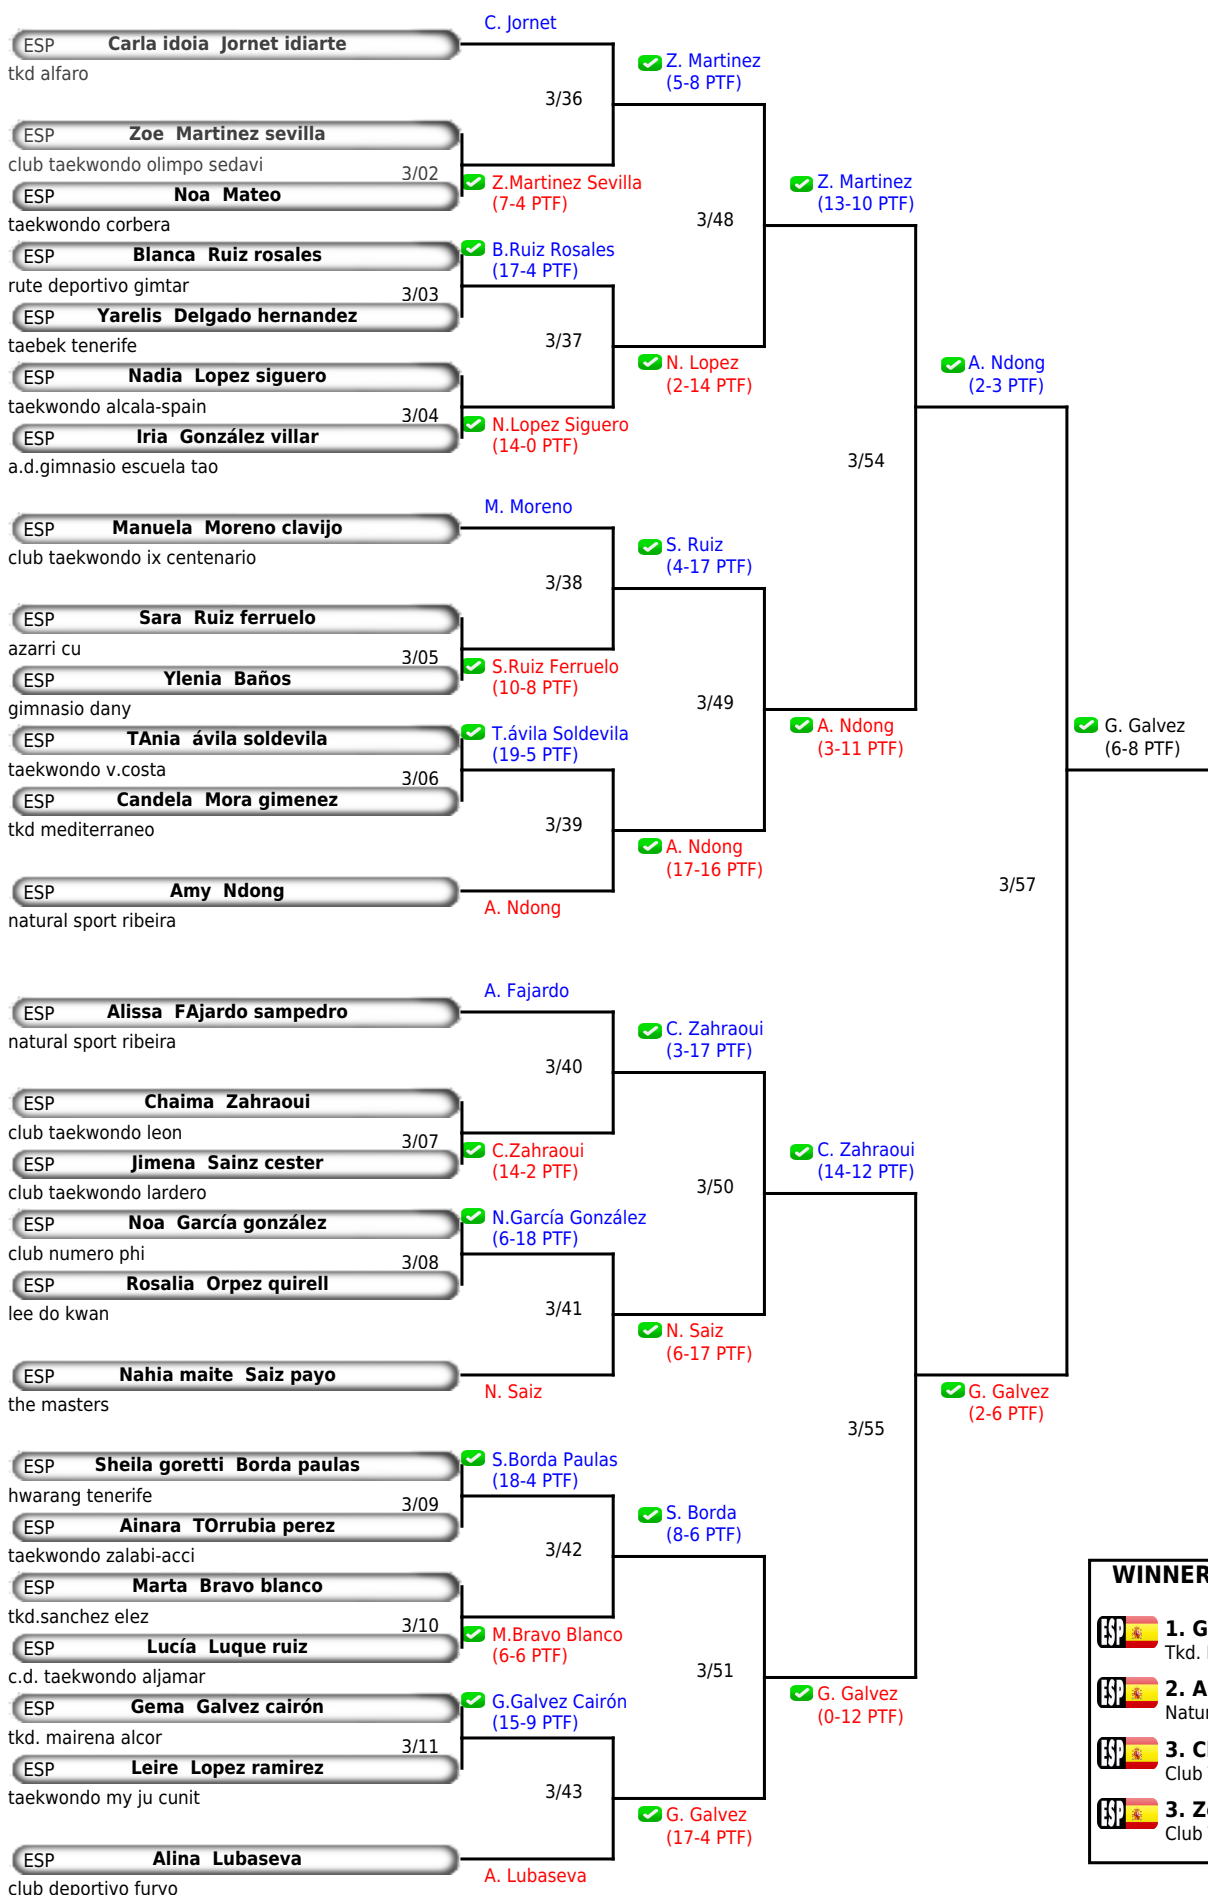 C. Jornet
ESP Carla idoia Jornet idiarte
tkd alfaro
Z. Martinez
(5-8 PTF)
3/36
ESP Zoe Martinez sevilla
club taekwondo olimpo sedavi
3/02
Z.Martinez Sevilla
(7-4 PTF)
ESP Noa Mateo
taekwondo corbera
Z. Martinez
(13-10 PTF)
3/48
ESP Blanca Ruiz rosales
B.Ruiz Rosales
(17-4 PTF)
rute deportivo gimtar
3/03
ESP Yarelis Delgado hernandez
taebek tenerife
3/37
N. Lopez
(2-14 PTF)
A. Ndong
(2-3 PTF)
ESP Nadia Lopez siguero
taekwondo alcala-spain
3/04
N.Lopez Siguero
(14-0 PTF)
ESP Iria González villar
a.d.gimnasio escuela tao
3/54
M. Moreno
ESP Manuela Moreno clavijo
club taekwondo ix centenario
S. Ruiz
(4-17 PTF)
3/38
ESP Sara Ruiz ferruelo
azarri cu
3/05
S.Ruiz Ferruelo
(10-8 PTF)
ESP Ylenia Baños
gimnasio dany
3/49
T.ávila Soldevila
(19-5 PTF)
A. Ndong
(3-11 PTF)
G. Galvez
(6-8 PTF)
ESP TAnia ávila soldevila
taekwondo v.costa
3/06
ESP Candela Mora gimenez
tkd mediterraneo
3/39
A. Ndong
(17-16 PTF)
ESP Amy Ndong
natural sport ribeira
A. Ndong
3/57
A. Fajardo
ESP Alissa FAjardo sampedro
natural sport ribeira
C. Zahraoui
(3-17 PTF)
3/40
ESP Chaima Zahraoui
club taekwondo leon
3/07
C.Zahraoui
(14-2 PTF)
C. Zahraoui
(14-12 PTF)
ESP Jimena Sainz cester
club taekwondo lardero
3/50
N.García González
(6-18 PTF)
ESP Noa García gonzález
club numero phi
3/08
ESP Rosalia Orpez quirell
lee do kwan
3/41
N. Saiz
(6-17 PTF)
ESP Nahia maite Saiz payo
the masters
N. Saiz
G. Galvez
(2-6 PTF)
3/55
S.Borda Paulas
(18-4 PTF)
ESP Sheila goretti Borda paulas
hwarang tenerife
3/09
S. Borda
(8-6 PTF)
ESP Ainara TOrrubia perez
taekwondo zalabi-acci
3/42
ESP Marta Bravo blanco
tkd.sanchez elez
3/10
M.Bravo Blanco
(6-6 PTF)
ESP Lucía Luque ruiz
c.d. taekwondo aljamar
3/51
G.Galvez Cairón
(15-9 PTF)
G. Galvez
(0-12 PTF)
ESP Gema Galvez cairón
tkd. mairena alcor
3/11
ESP Leire Lopez ramirez
taekwondo my ju cunit
3/43
G. Galvez
(17-4 PTF)
ESP Alina Lubaseva
club deportivo furyo
A. Lubaseva
WINNER
ESP 1. G
Tkd.
ESP 2. A
Natu
ESP 3. C
Club
ESP 3. Z
Club